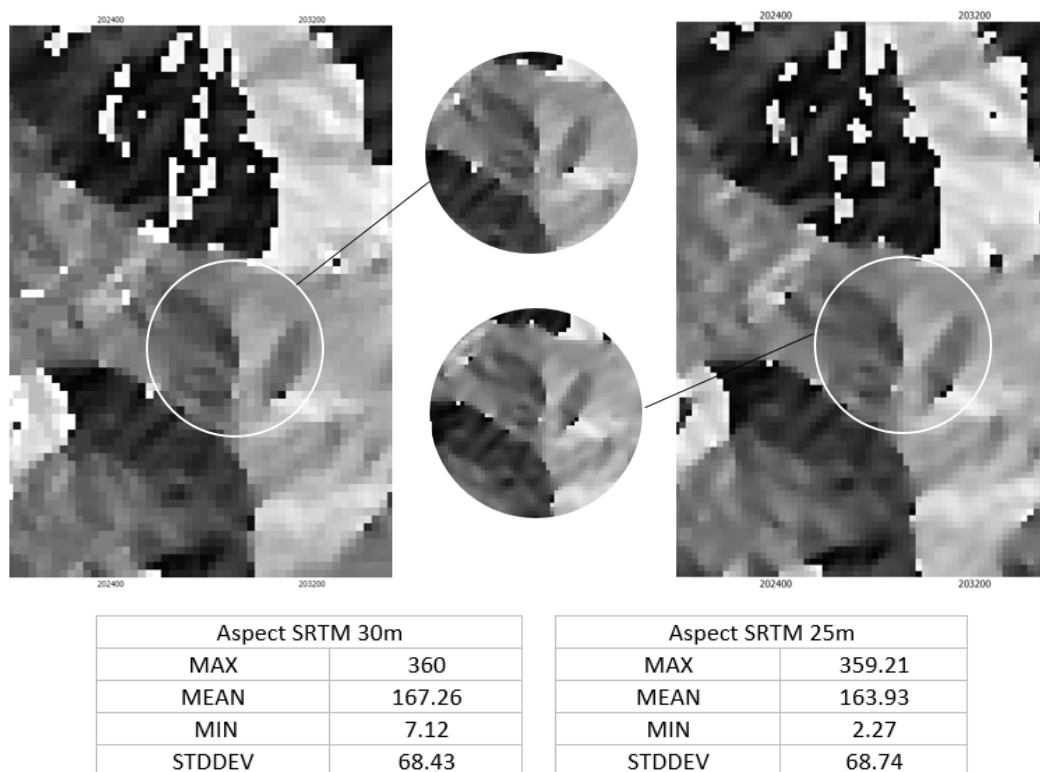 202400 203200 202400 203200
202400 203200 202400 203200
Aspect SRTM 30m
MAX 360
MEAN 167.26
MIN 7.12
STDDEV 68.43
Aspect SRTM 25m
MAX 359.21
MEAN 163.93
MIN 2.27
STDDEV 68.74